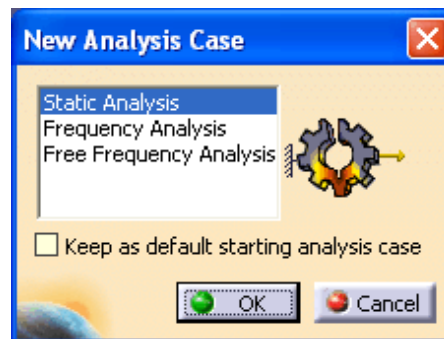 New Analysis Case
Static Analysis
Frequency Analysis
Free Frequency Analysis
Keep as default starting analysis case
OK
Cancel